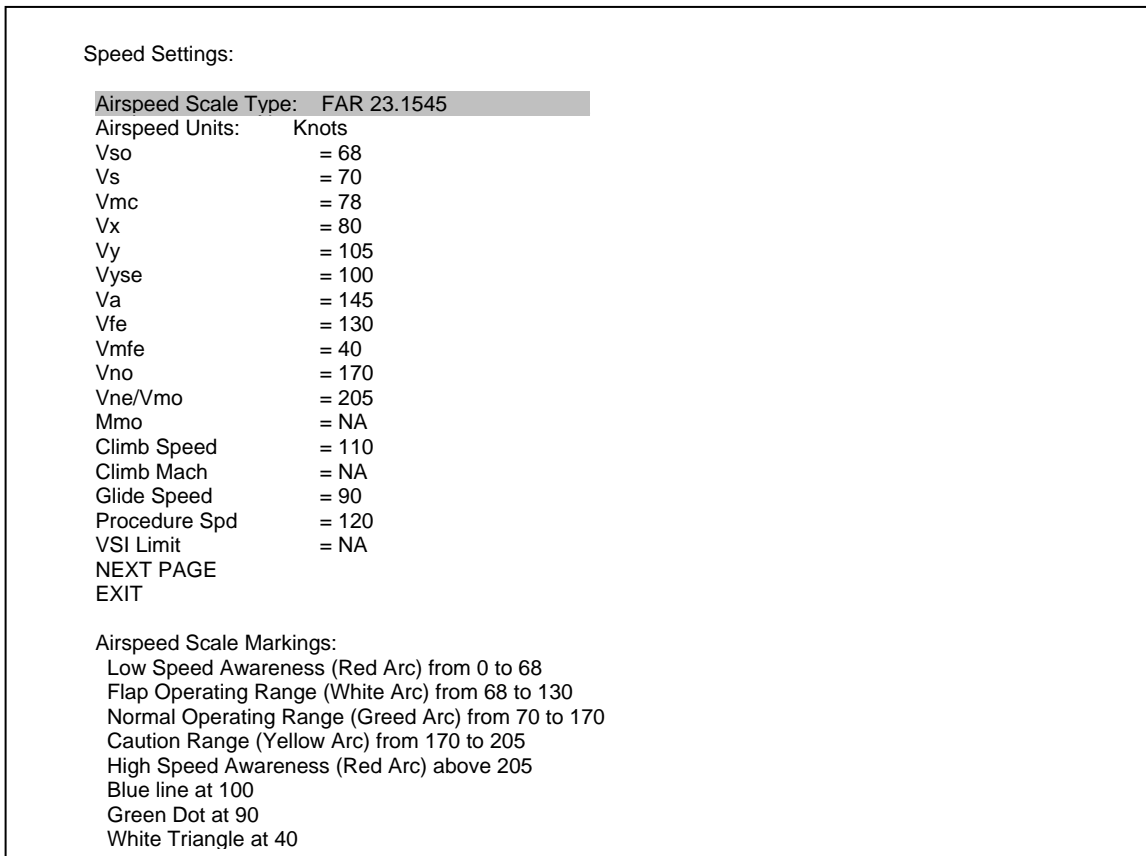 Speed Settings:
Airspeed Scale Type: FAR 23.1545
Airspeed Units: Knots
Vso = 68
Vs = 70
Vmc = 78
Vx = 80
Vy = 105
Vyse = 100
Va = 145
Vfe = 130
Vmfe = 40
Vno = 170
Vne/Vmo = 205
Mmo = NA
Climb Speed = 110
Climb Mach = NA
Glide Speed = 90
Procedure Spd = 120
VSI Limit = NA
NEXT PAGE
EXIT
Airspeed Scale Markings:
Low Speed Awareness (Red Arc) from 0 to 68
Flap Operating Range (White Arc) from 68 to 130
Normal Operating Range (Greed Arc) from 70 to 170
Caution Range (Yellow Arc) from 170 to 205
High Speed Awareness (Red Arc) above 205
Blue line at 100
Green Dot at 90
White Triangle at 40